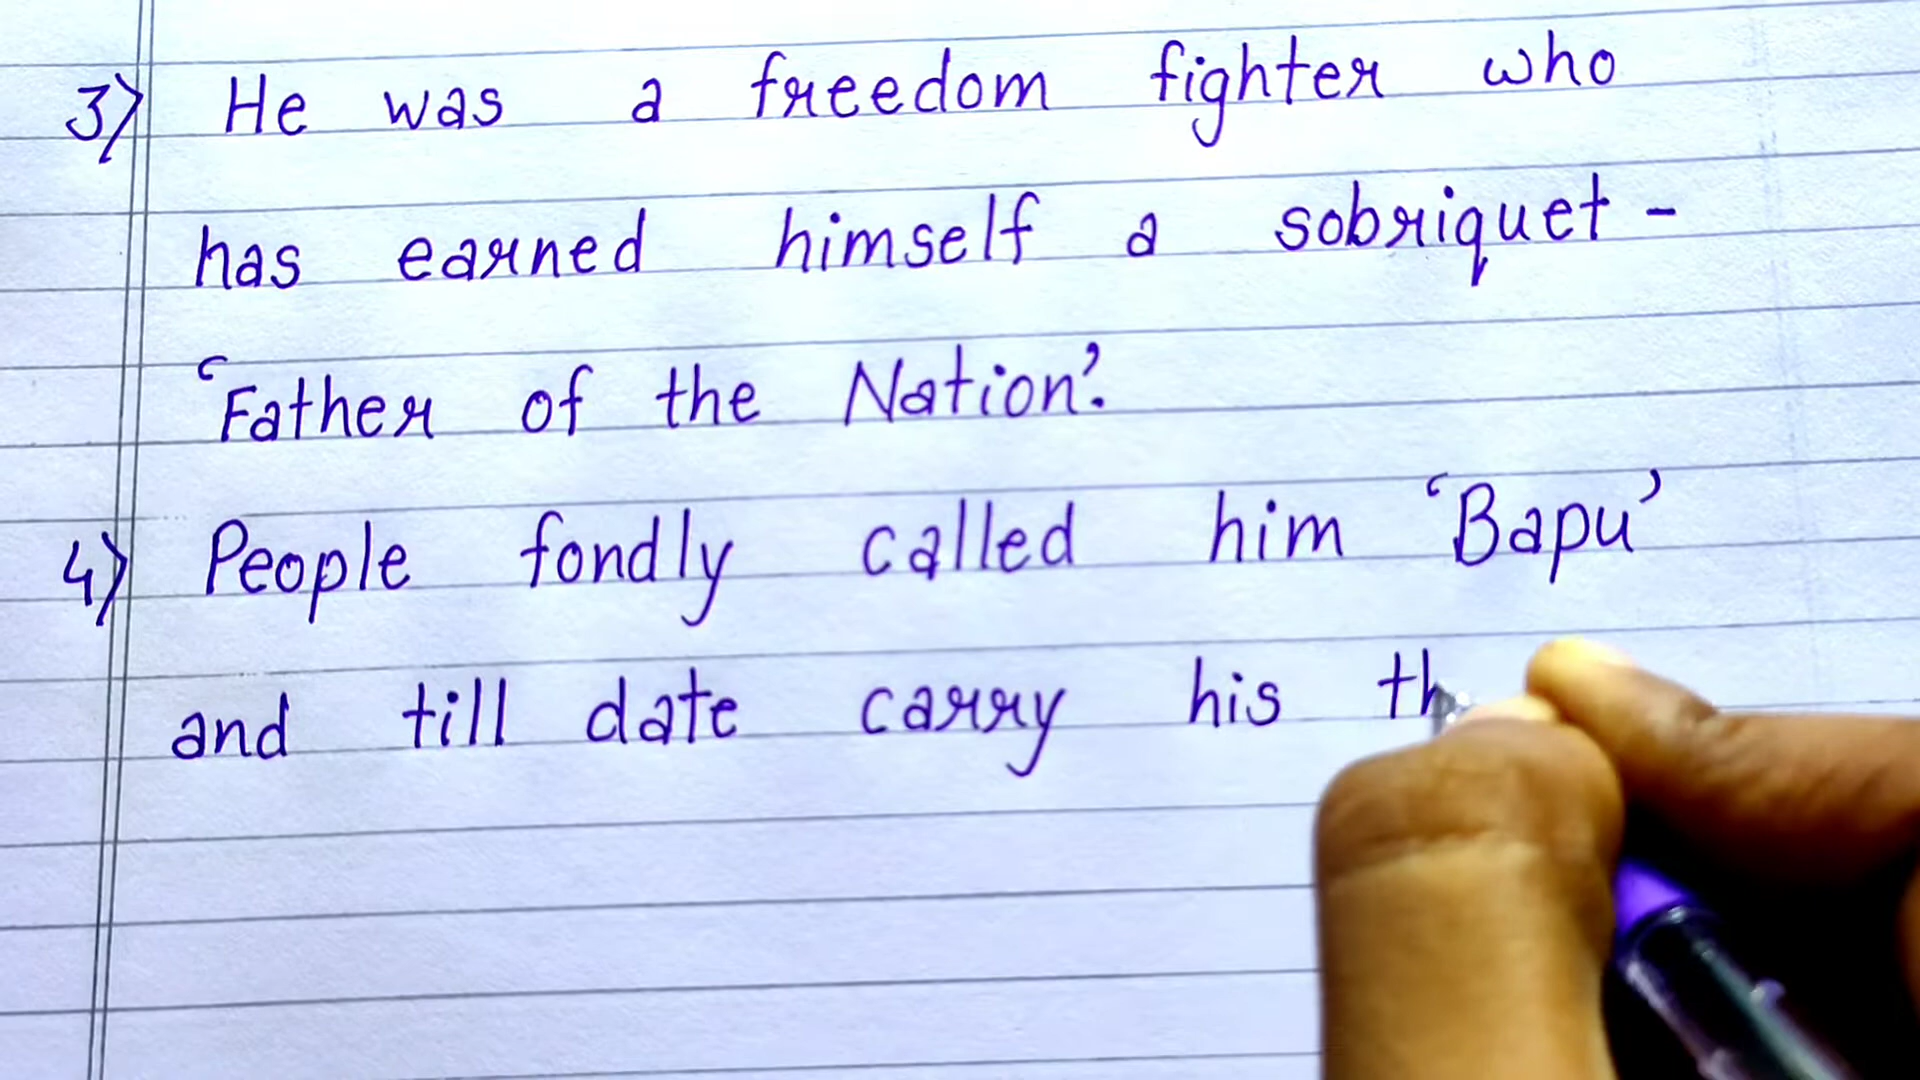 3) He was a freedom fighter who
has earned himself a sobriquet -
'Father of the Nation'.
4) People fondly called him 'Bapu'
and till date carry his th